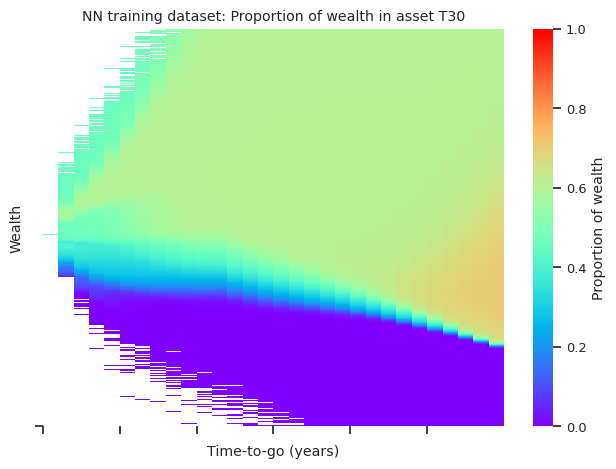 NN training dataset: Proportion of wealth in asset T30
Wealth
Time-to-go (years)
1.0
0.8
0.6
0.4
0.2
0.0
Proportion of wealth